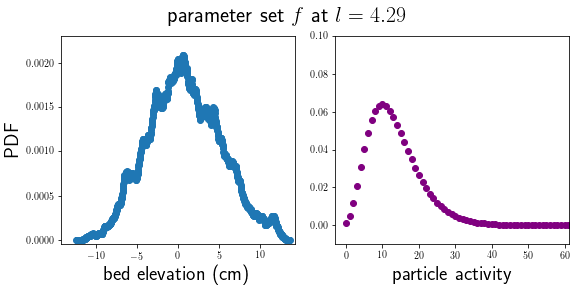 parameter set f at l = 4.29
PDF
0.0020
0.0015
0.0010
0.0005
0.0000
−10 −5 0 5 10
bed elevation (cm)
0.10
0.08
0.06
0.04
0.02
0.00
0 10 20 30 40 50 60
particle activity